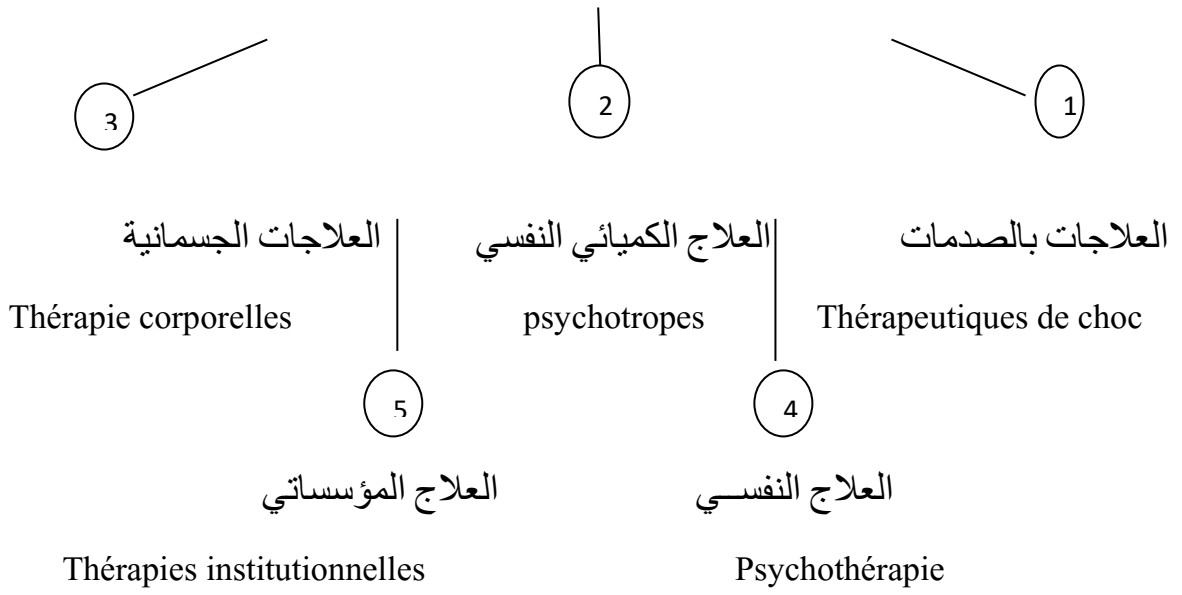 1 2 3
العلاجات بالصدمات العلاج الكميائي النفسي العلاجات الجسمانية
Thérapie corporelles psychotropes Thérapeutiques de choc
5 4
العلاج النفســي العلاج المؤسساتي
Thérapies institutionnelles Psychothérapie